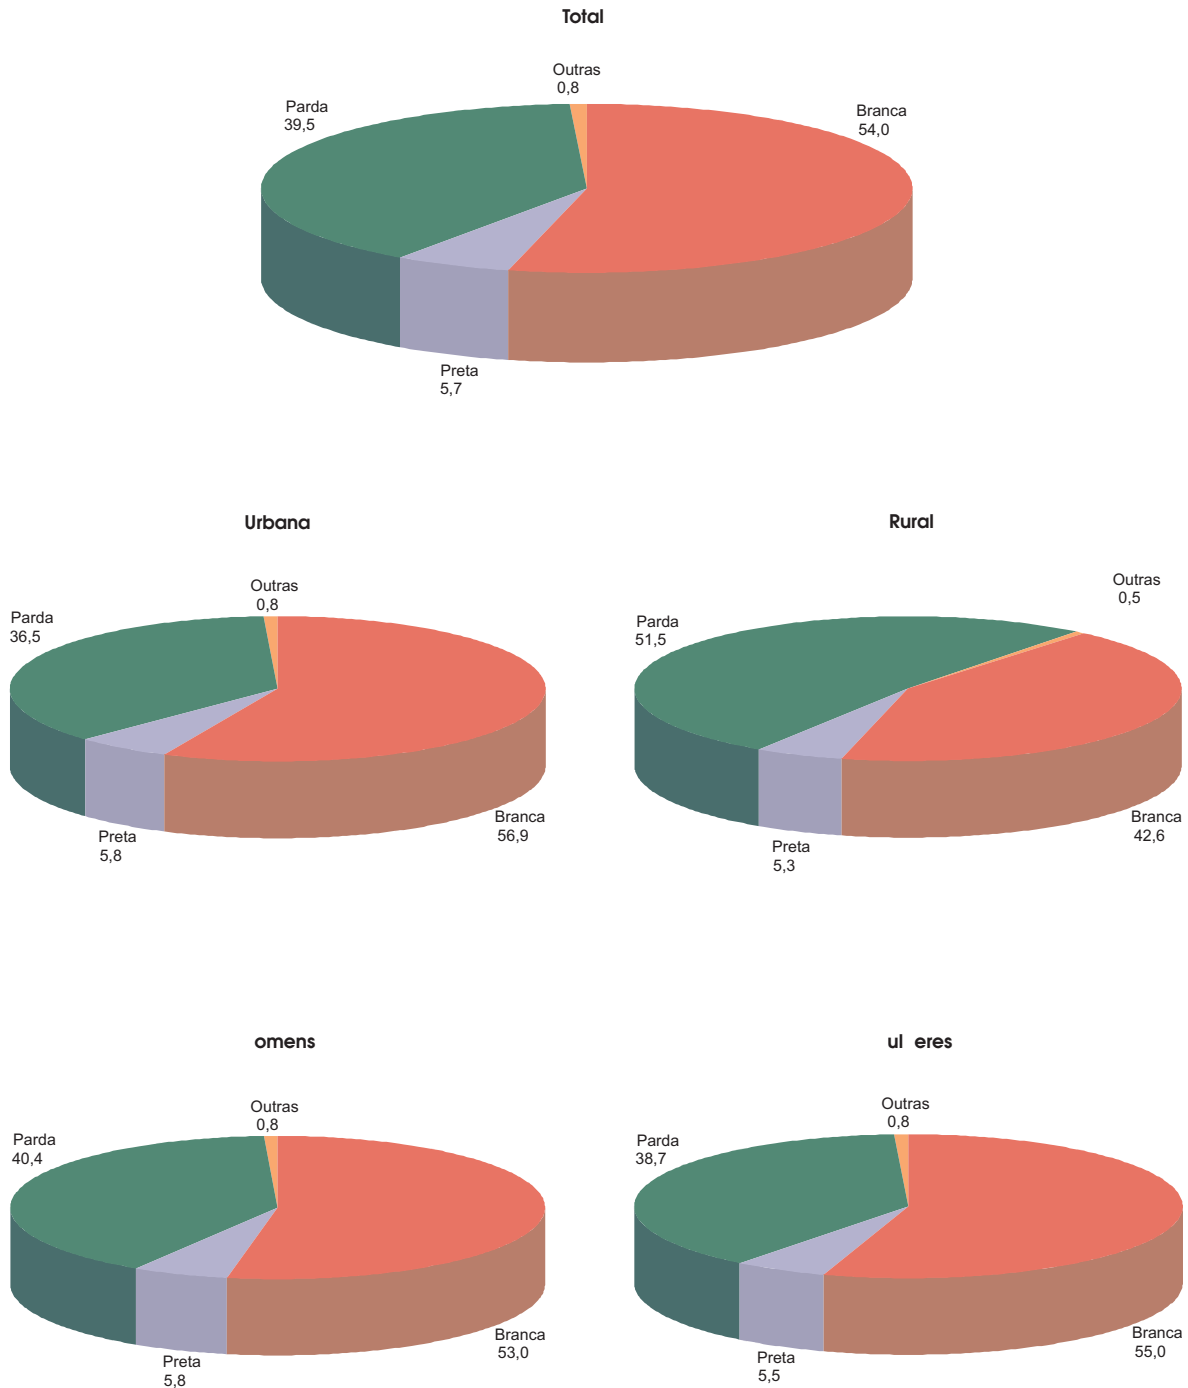 Total
Outras
0,8
Parda
39,5
Branca
54,0
Preta
5,7
Urbana
Outras
0,8
Parda
36,5
Branca
56,9
Preta
5,8
Rural
Outras
0,5
Parda
51,5
Branca
42,6
Preta
5,3
omens
Outras
0,8
Parda
40,4
Branca
53,0
Preta
5,8
ul eres
Outras
0,8
Parda
38,7
Branca
55,0
Preta
5,5